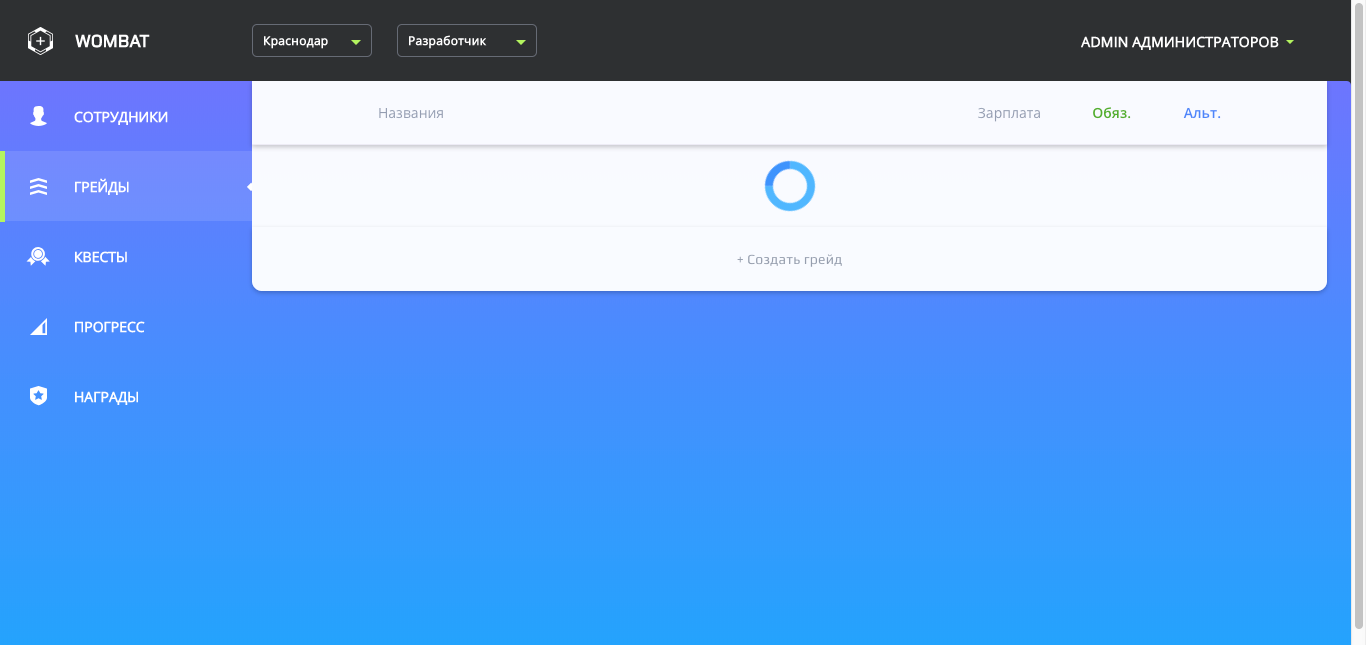 WOMBAT
Краснодар
Разработчик
ADMIN АДМИНИСТРАТОРОВ
СОТРУДНИКИ
ГРЕЙДЫ
КВЕСТЫ
ПРОГРЕСС
НАГРАДЫ
Названия
Зарплата
Обяз.
Альт.
+ Создать грейд